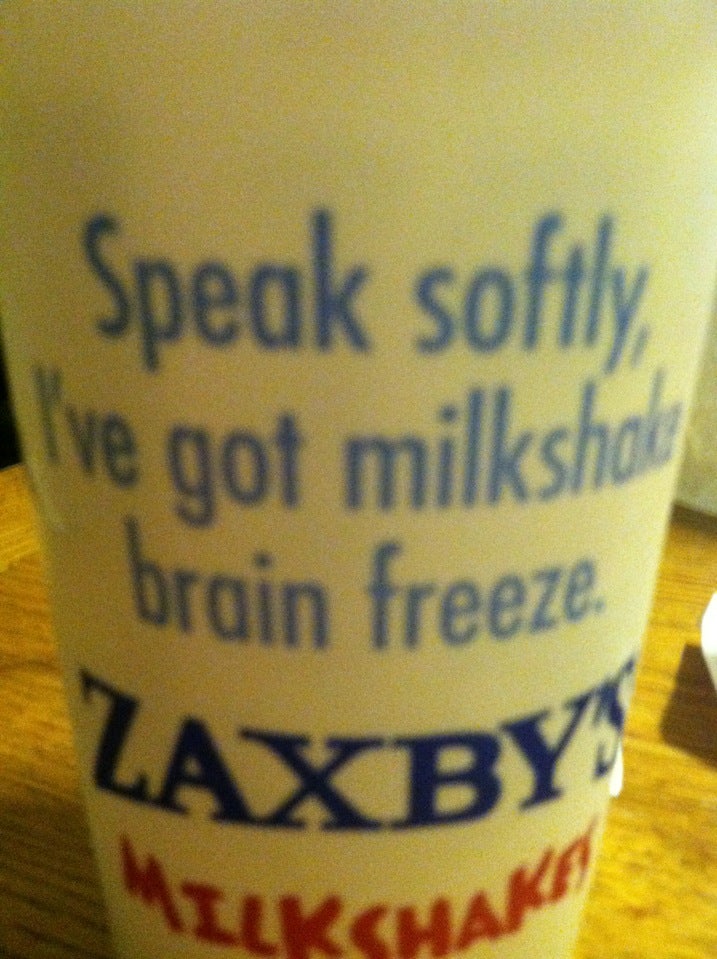 Speak softly,
I've got milkshake
brain freeze.
ZAXBY'S
MILKSHAKES